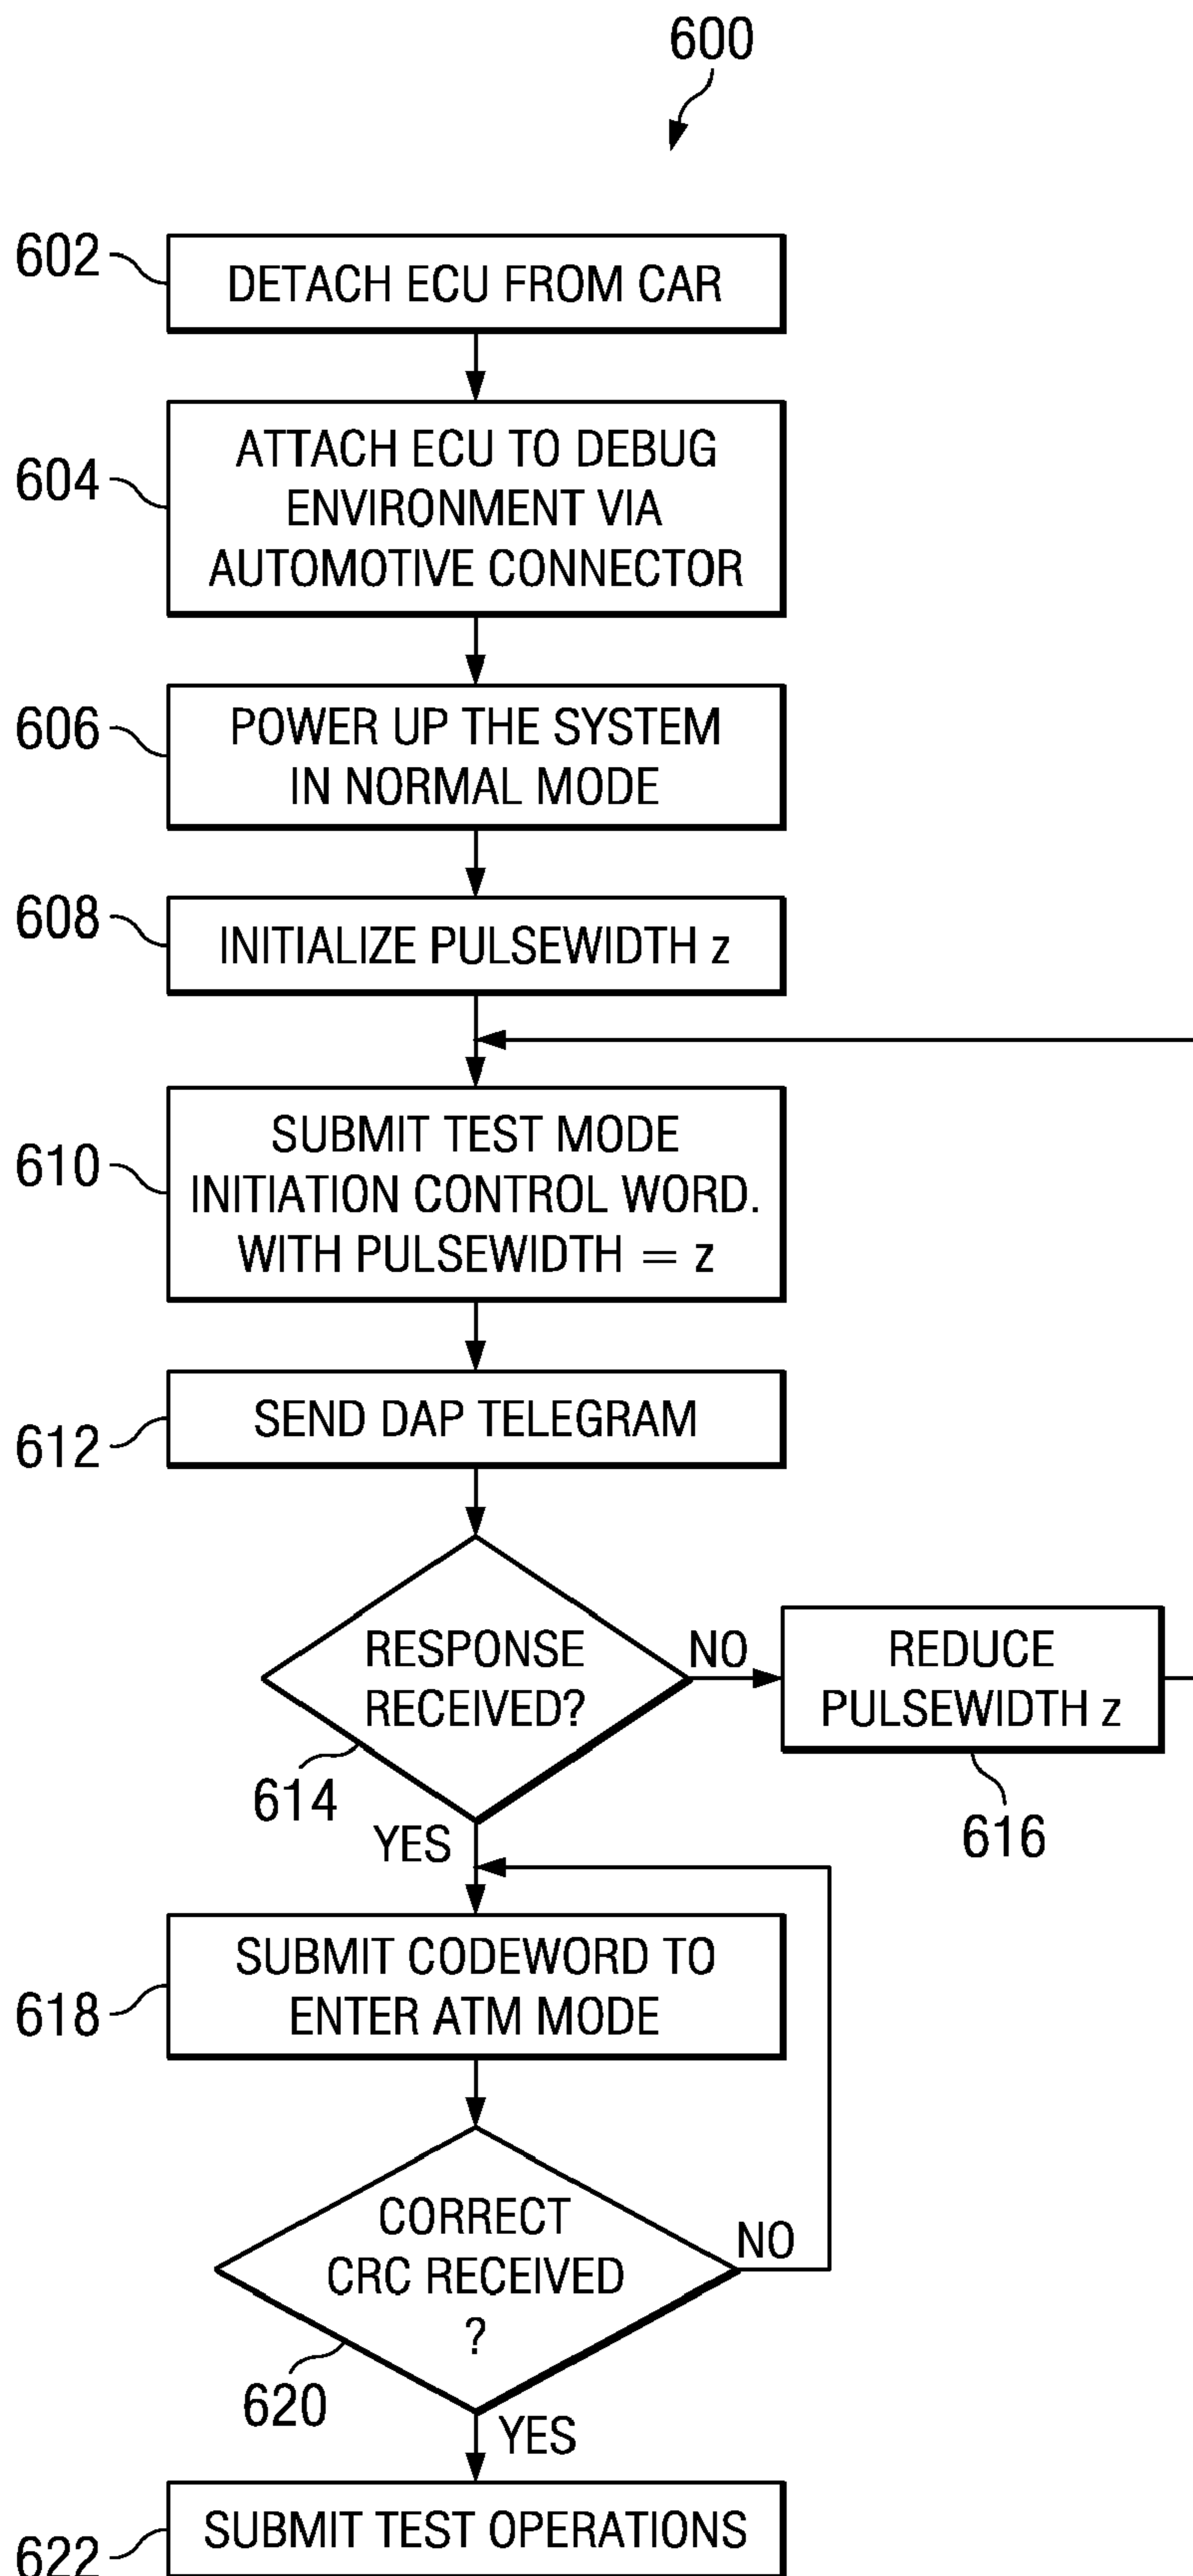 600
602
DETACH ECU FROM CAR
604
ATTACH ECU TO DEBUG
ENVIRONMENT VIA
AUTOMOTIVE CONNECTOR
606
POWER UP THE SYSTEM
IN NORMAL MODE
608
INITIALIZE PULSEWIDTH z
610
SUBMIT TEST MODE
INITIATION CONTROL WORD.
WITH PULSEWIDTH = z
612
SEND DAP TELEGRAM
RESPONSE
RECEIVED?
614
NO
REDUCE
PULSEWIDTH z
616
YES
618
SUBMIT CODEWORD TO
ENTER ATM MODE
CORRECT
CRC RECEIVED
?
620
NO
YES
622
SUBMIT TEST OPERATIONS